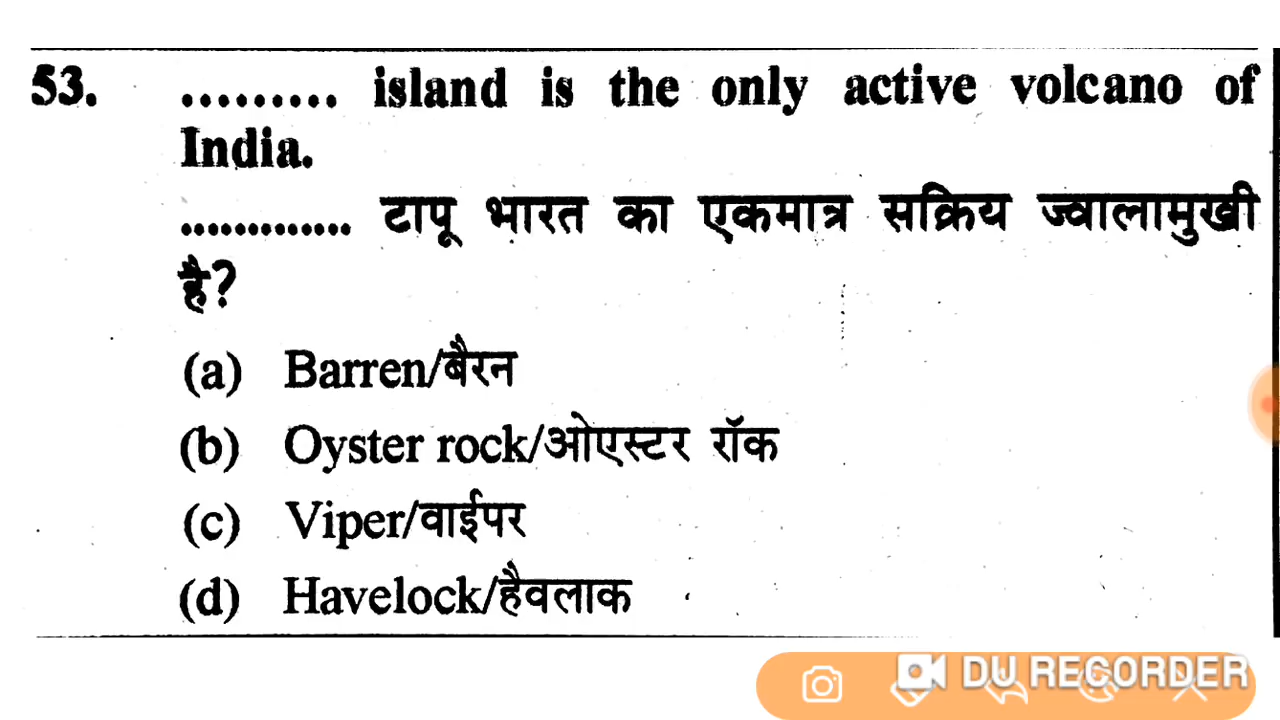 53. ......... island is the only active volcano of
India.
............. टापू भारत का एकमात्र सक्रिय ज्वालामुखी
है?
(a) Barren/बैरन
(b) Oyster rock/ओएस्टर रॉक
(c) Viper/वाईपर
(d) Havelock/हैवलाक
DU RECORDER